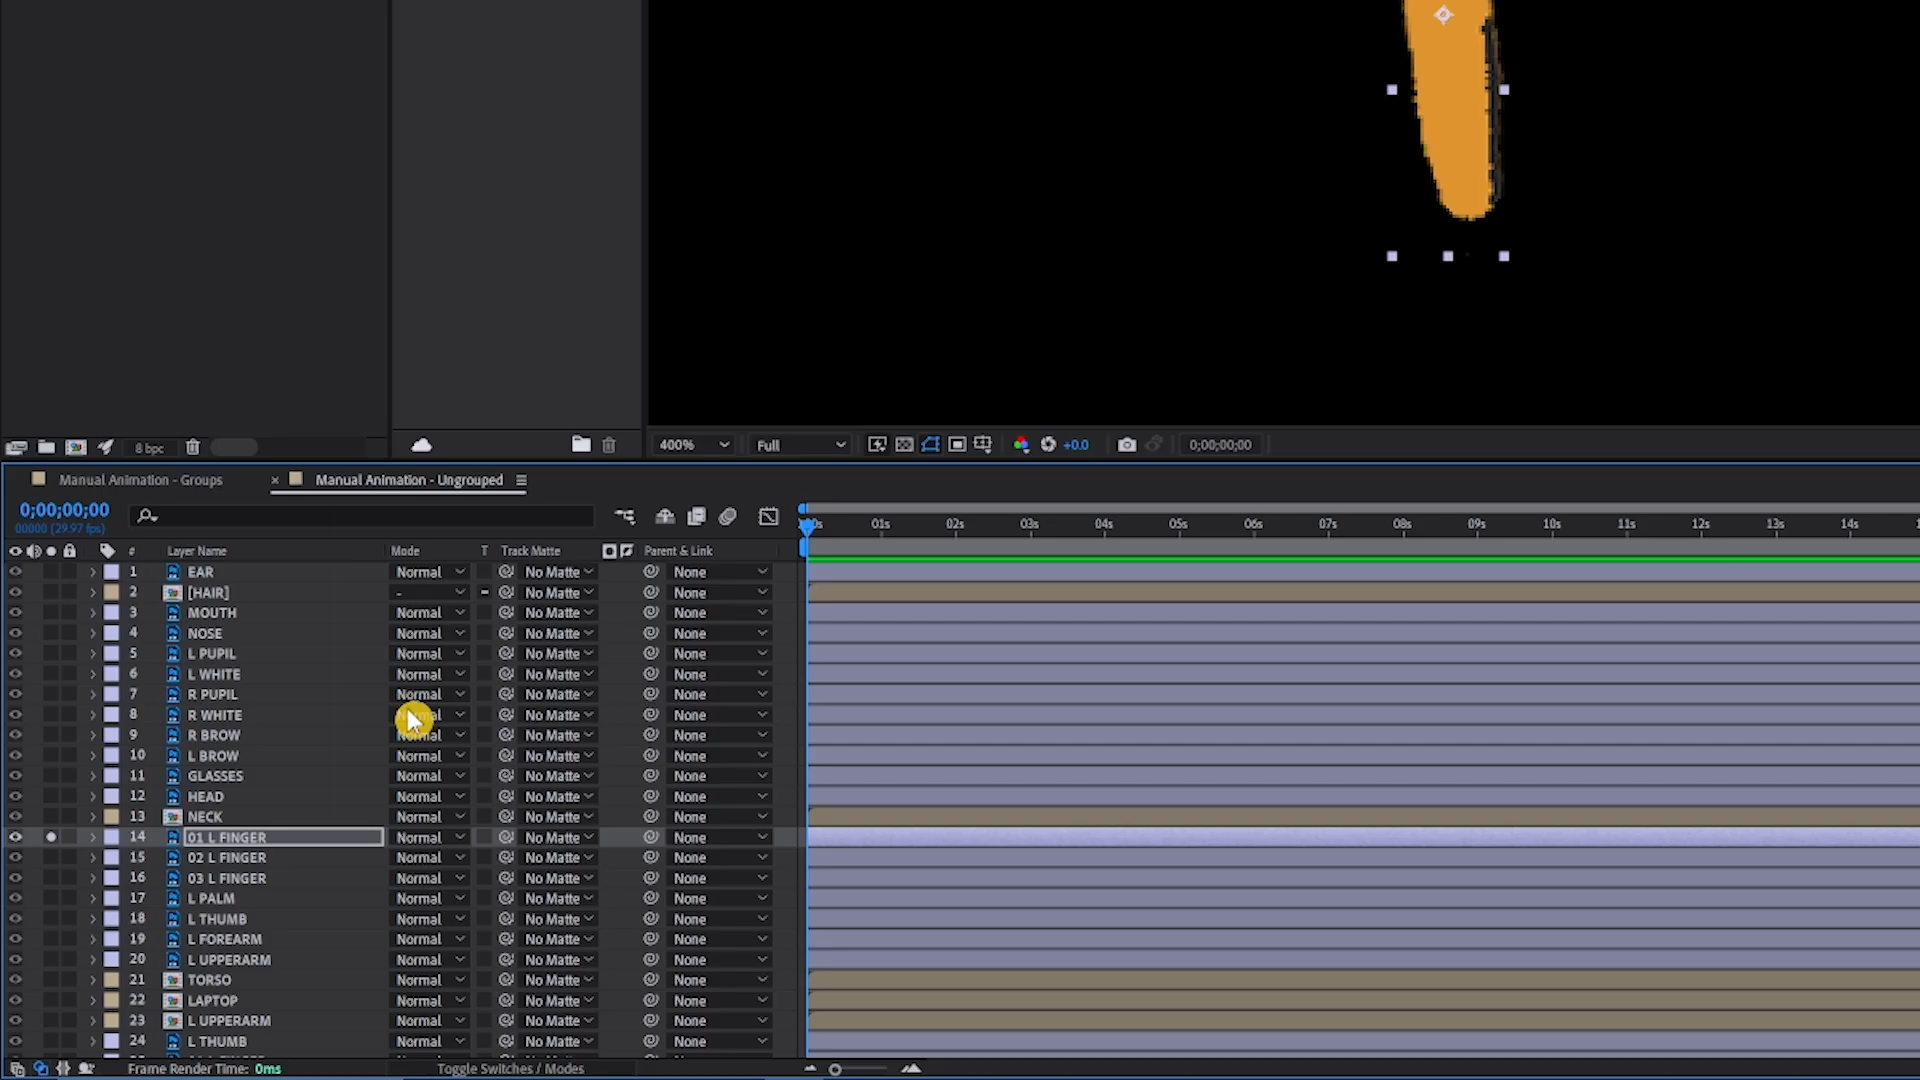 8 bpc
400% Full +0.0 0;00;00;00
Manual Animation - Groups × Manual Animation - Ungrouped
0;00;00;00
00000 (29.97 fps)
01s 02s 03s 04s 05s 06s 07s 08s 09s 10s 11s 12s 13s 14s
# Layer Name Mode T Track Matte Parent & Link
1 EAR Normal No Matte None
2 [HAIR] - No Matte None
3 MOUTH Normal No Matte None
4 NOSE Normal No Matte None
5 L PUPIL Normal No Matte None
6 L WHITE Normal No Matte None
7 R PUPIL Normal No Matte None
8 R WHITE Normal No Matte None
9 R BROW Normal No Matte None
10 L BROW Normal No Matte None
11 GLASSES Normal No Matte None
12 HEAD Normal No Matte None
13 NECK Normal No Matte None
14 01 L FINGER Normal No Matte None
15 02 L FINGER Normal No Matte None
16 03 L FINGER Normal No Matte None
17 L PALM Normal No Matte None
18 L THUMB Normal No Matte None
19 L FOREARM Normal No Matte None
20 L UPPERARM Normal No Matte None
21 TORSO Normal No Matte None
22 LAPTOP Normal No Matte None
23 L UPPERARM Normal No Matte None
24 L THUMB Normal No Matte None
Frame Render Time: 0ms Toggle Switches / Modes